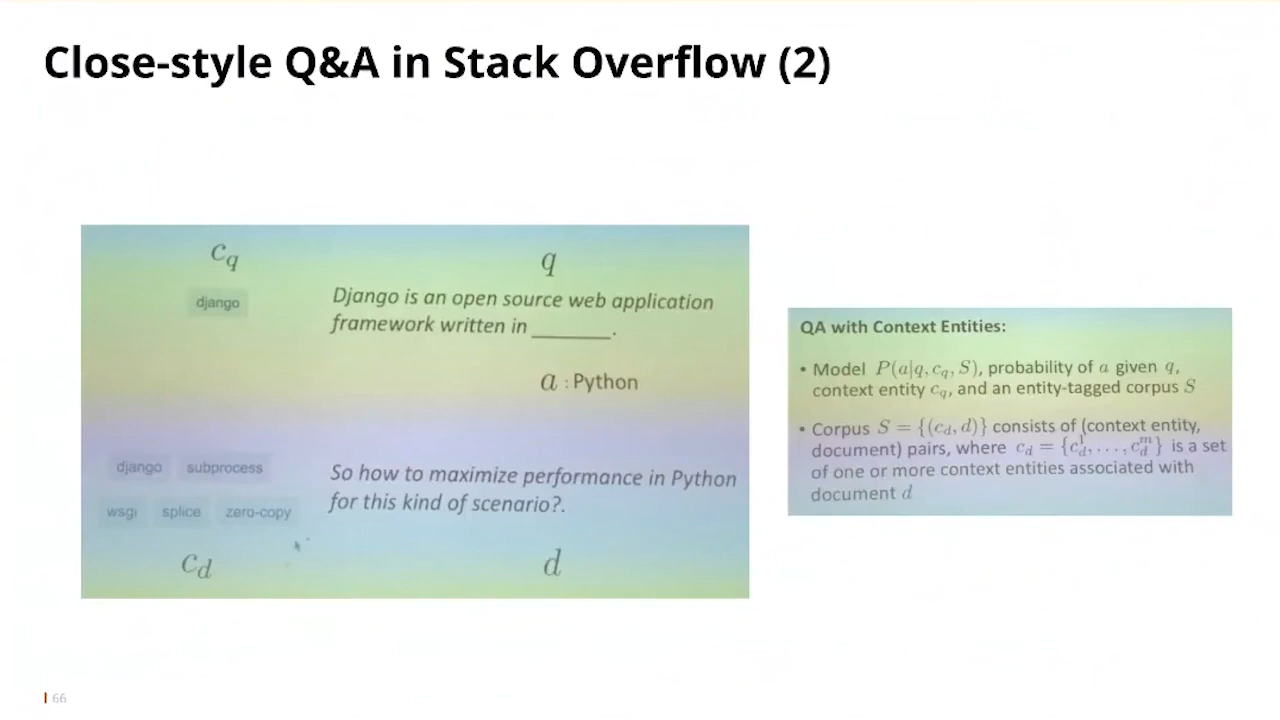 Close-style Q&A in Stack Overflow (2)
c_q
q
django
Django is an open source web application
framework written in ________.
a : Python
django subprocess
So how to maximize performance in Python
for this kind of scenario?.
wsgi splice zero-copy
c_d
d
QA with Context Entities:
• Model P(a|q, c_q, S), probability of a given q,
context entity c_q, and an entity-tagged corpus S
• Corpus S = {(c_d, d)} consists of (context entity,
document) pairs, where c_d = {c_d^1, . . . , c_d^m} is a set
of one or more context entities associated with
document d
66